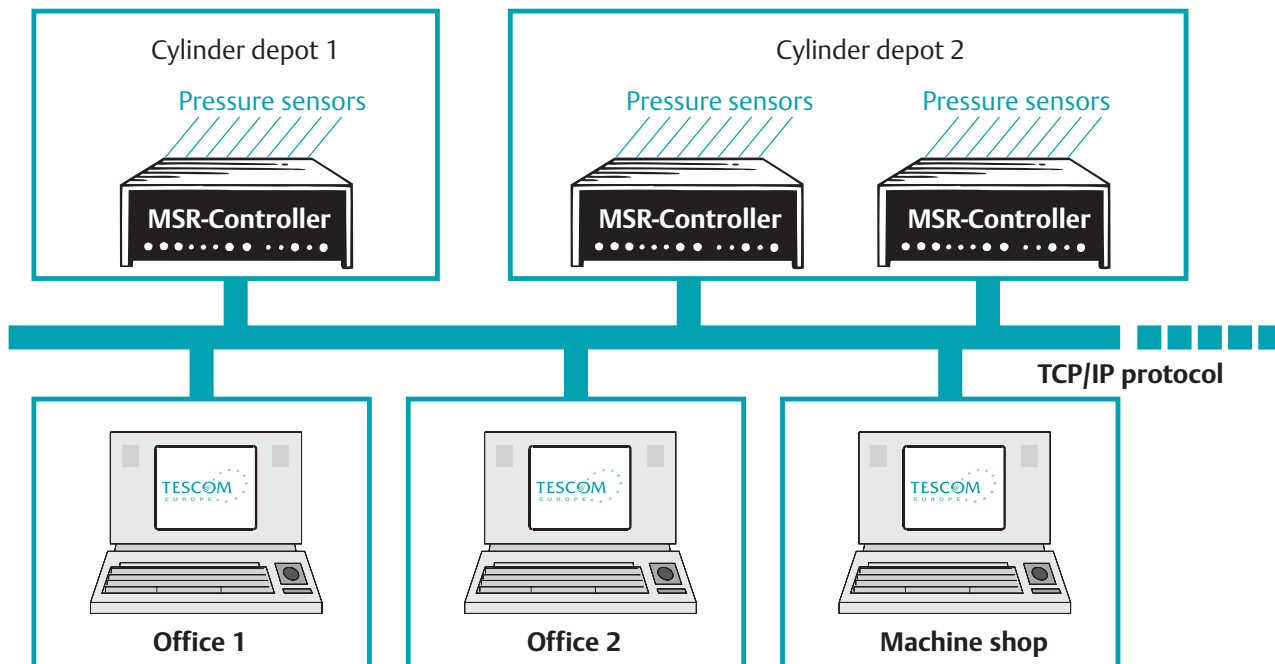 Cylinder depot 1
Pressure sensors
MSR-Controller
Cylinder depot 2
Pressure sensors
Pressure sensors
MSR-Controller
MSR-Controller
TCP/IP protocol
TESCOM
EUROPE
Office 1
TESCOM
EUROPE
Office 2
TESCOM
EUROPE
Machine shop